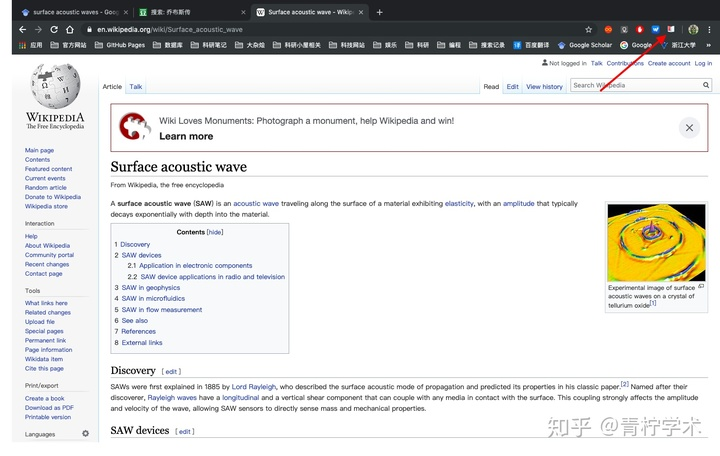 surface acoustic waves - Goo
搜索: 乔布斯传
Surface acoustic wave - Wikip
en.wikipedia.org/wiki/Surface_acoustic_wave
应用 官方网站 GitHub Pages 数据库 科研笔记 大杂烩 科研小屋相关 科技网站 娱乐 科研 编程 搜索记录 百度翻译 Google Scholar Google 浙江大学 »
Not logged in Talk Contributions Create account Log in
Article Talk Read Edit View history Search Wikipedia
WIKIPEDIA
The Free Encyclopedia
Main page
Contents
Featured content
Current events
Random article
Donate to Wikipedia
Wikipedia store
Interaction
Help
About Wikipedia
Community portal
Recent changes
Contact page
Tools
What links here
Related changes
Upload file
Special pages
Permanent link
Page information
Wikidata item
Cite this page
Print/export
Create a book
Download as PDF
Printable version
Languages
Wiki Loves Monuments: Photograph a monument, help Wikipedia and win!
Learn more
Surface acoustic wave
From Wikipedia, the free encyclopedia
A surface acoustic wave (SAW) is an acoustic wave traveling along the surface of a material exhibiting elasticity, with an amplitude that typically
decays exponentially with depth into the material.
Contents [hide]
1 Discovery
2 SAW devices
2.1 Application in electronic components
2.2 SAW device applications in radio and television
3 SAW in geophysics
4 SAW in microfluidics
5 SAW in flow measurement
6 See also
7 References
8 External links
Experimental image of surface
acoustic waves on a crystal of
tellurium oxide[1]
Discovery [ edit ]
SAWs were first explained in 1885 by Lord Rayleigh, who described the surface acoustic mode of propagation and predicted its properties in his classic paper.[2] Named after their
discoverer, Rayleigh waves have a longitudinal and a vertical shear component that can couple with any media in contact with the surface. This coupling strongly affects the amplitude
and velocity of the wave, allowing SAW sensors to directly sense mass and mechanical properties.
SAW devices [ edit ]
知乎 @青柠学术